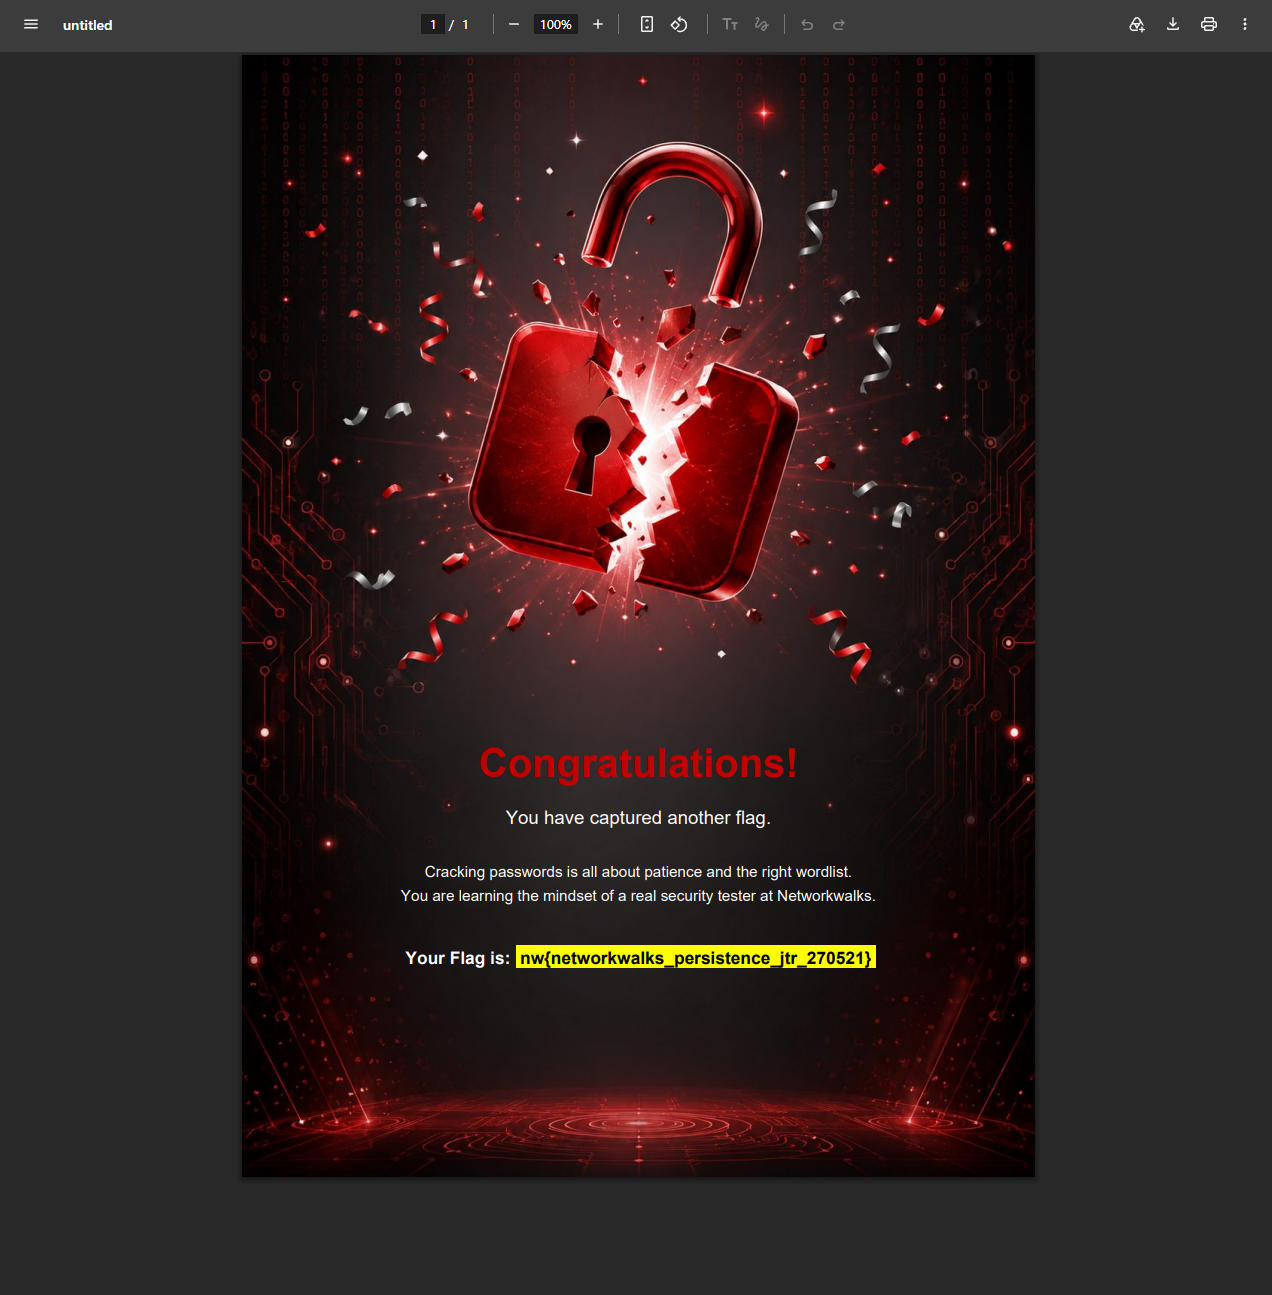 untitled
1 / 1
100%
Congratulations!
You have captured another flag.
Cracking passwords is all about patience and the right wordlist.
You are learning the mindset of a real security tester at Networkwalks.
Your Flag is: nw{networkwalks_persistence_jtr_270521}